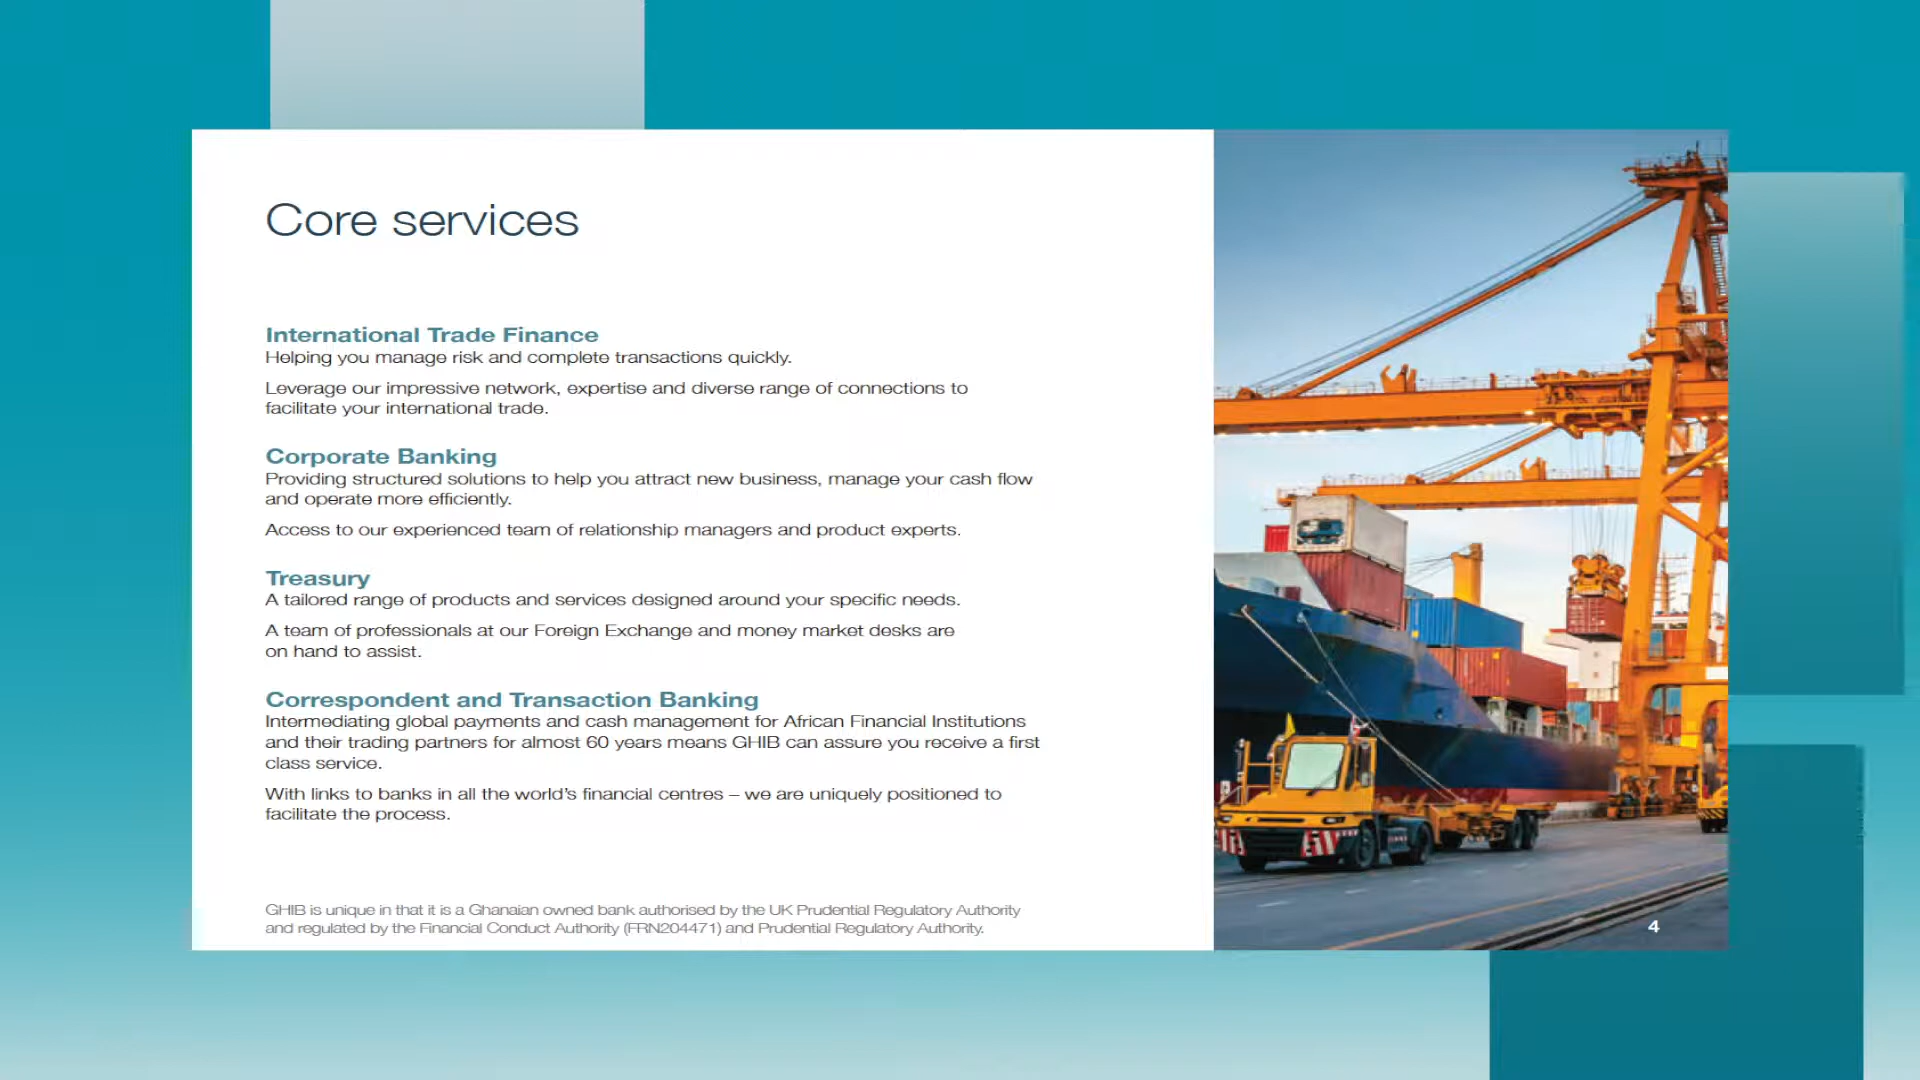 Core services
International Trade Finance
Helping you manage risk and complete transactions quickly.
Leverage our impressive network, expertise and diverse range of connections to
facilitate your international trade.
Corporate Banking
Providing structured solutions to help you attract new business, manage your cash flow
and operate more efficiently.
Access to our experienced team of relationship managers and product experts.
Treasury
A tailored range of products and services designed around your specific needs.
A team of professionals at our Foreign Exchange and money market desks are
on hand to assist.
Correspondent and Transaction Banking
Intermediating global payments and cash management for African Financial Institutions
and their trading partners for almost 60 years means GHIB can assure you receive a first
class service.
With links to banks in all the world's financial centres – we are uniquely positioned to
facilitate the process.
GHIB is unique in that it is a Ghanaian owned bank authorised by the UK Prudential Regulatory Authority
and regulated by the Financial Conduct Authority (FRN204471) and Prudential Regulatory Authority.
4